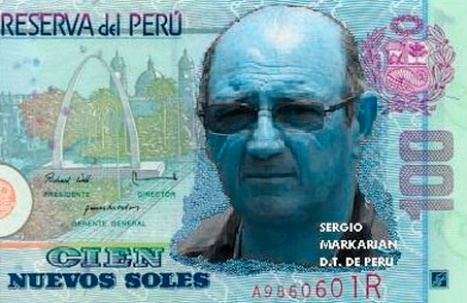 RESERVA del PERÚ
PRESIDENTE DIRECTOR
GERENTE GENERAL
CIEN
NUEVOS SOLES
100
SERGIO
MARKARIAN
D.T. DE PERU
A9860601R